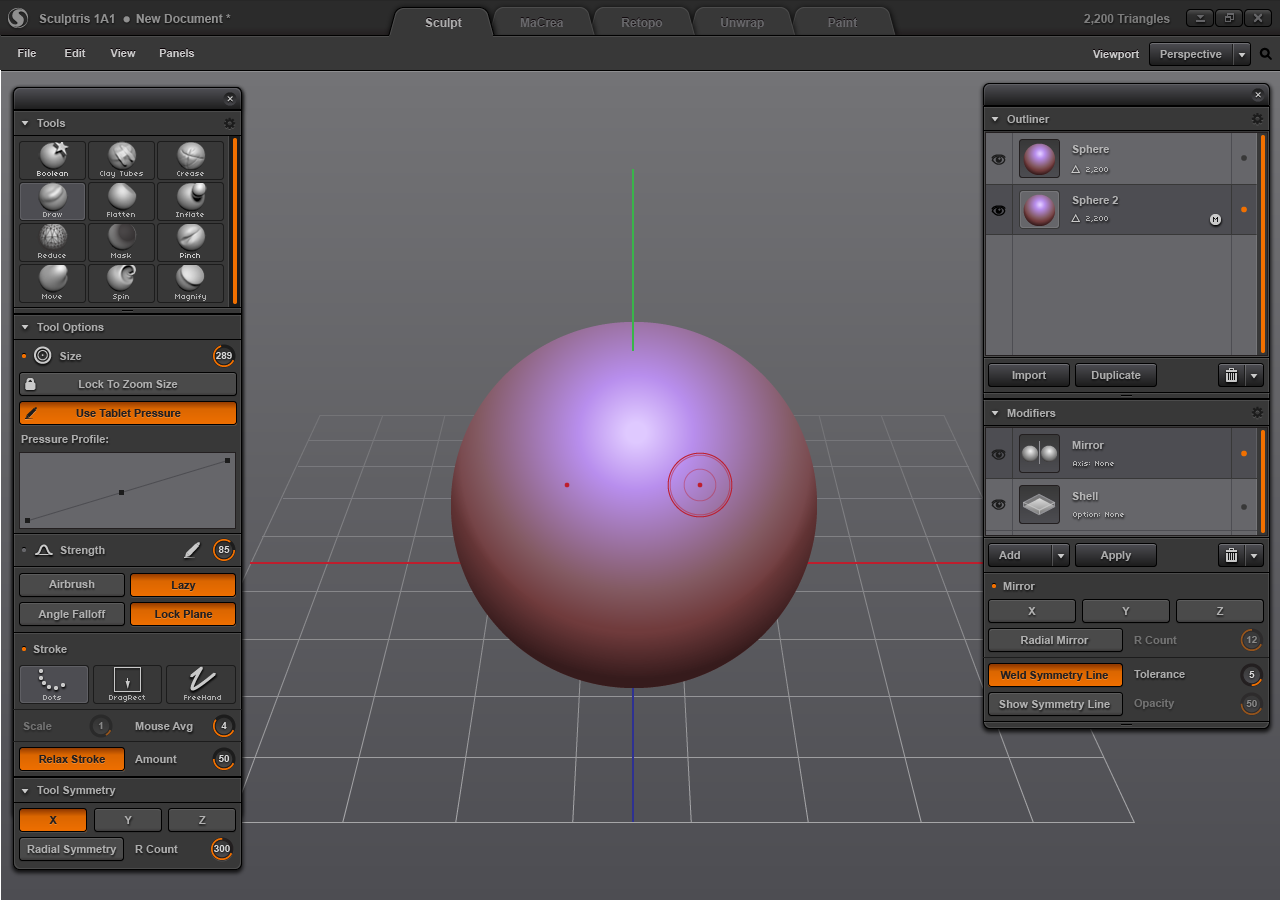 Sculptris 1A1 ● New Document *
Sculpt
MaCrea
Retopo
Unwrap
Paint
2,200 Triangles
File
Edit
View
Panels
Viewport
Perspective
Tools
Boolean
Clay Tubes
Crease
Draw
Flatten
Inflate
Reduce
Mask
Pinch
Move
Spin
Magnify
Tool Options
Size
289
Lock To Zoom Size
Use Tablet Pressure
Pressure Profile:
Strength
85
Airbrush
Lazy
Angle Falloff
Lock Plane
Stroke
Dots
DragRect
FreeHand
Scale
1
Mouse Avg
4
Relax Stroke
Amount
50
Tool Symmetry
X
Y
Z
Radial Symmetry
R Count
300
Outliner
Sphere
2,200
Sphere 2
2,200
M
Import
Duplicate
Modifiers
Mirror
Axis: None
Shell
Option: None
Add
Apply
Mirror
X
Y
Z
Radial Mirror
R Count
12
Weld Symmetry Line
Tolerance
5
Show Symmetry Line
Opacity
50